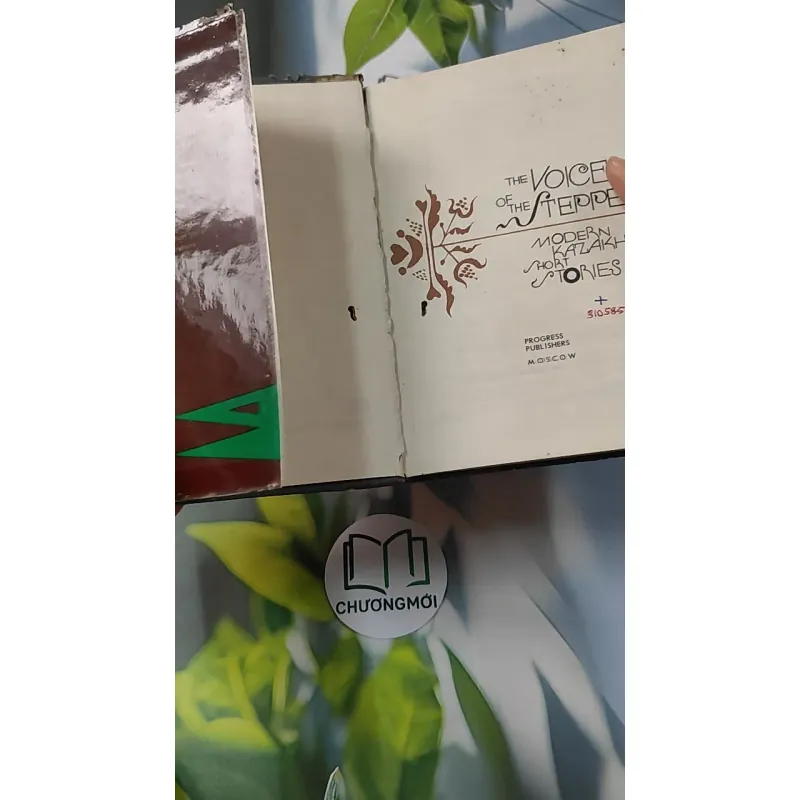 THE VOICE
OF THE STEPPE
MODERN
KAZAKH
SHORT
STORIES
+
310585
PROGRESS
PUBLISHERS
MOSCOW
CHƯƠNGMỚI